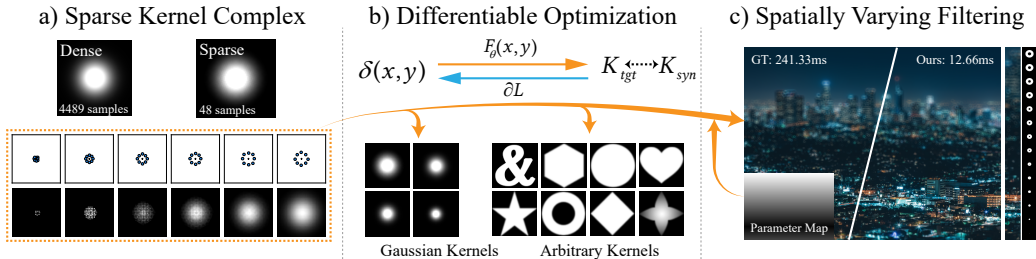 a) Sparse Kernel Complex
Dense
4489 samples
Sparse
48 samples
b) Differentiable Optimization
δ(x,y)
F_θ(x,y)
∂L
K_tgt
K_syn
&
Gaussian Kernels
Arbitrary Kernels
c) Spatially Varying Filtering
GT: 241.33ms
Ours: 12.66ms
Parameter Map